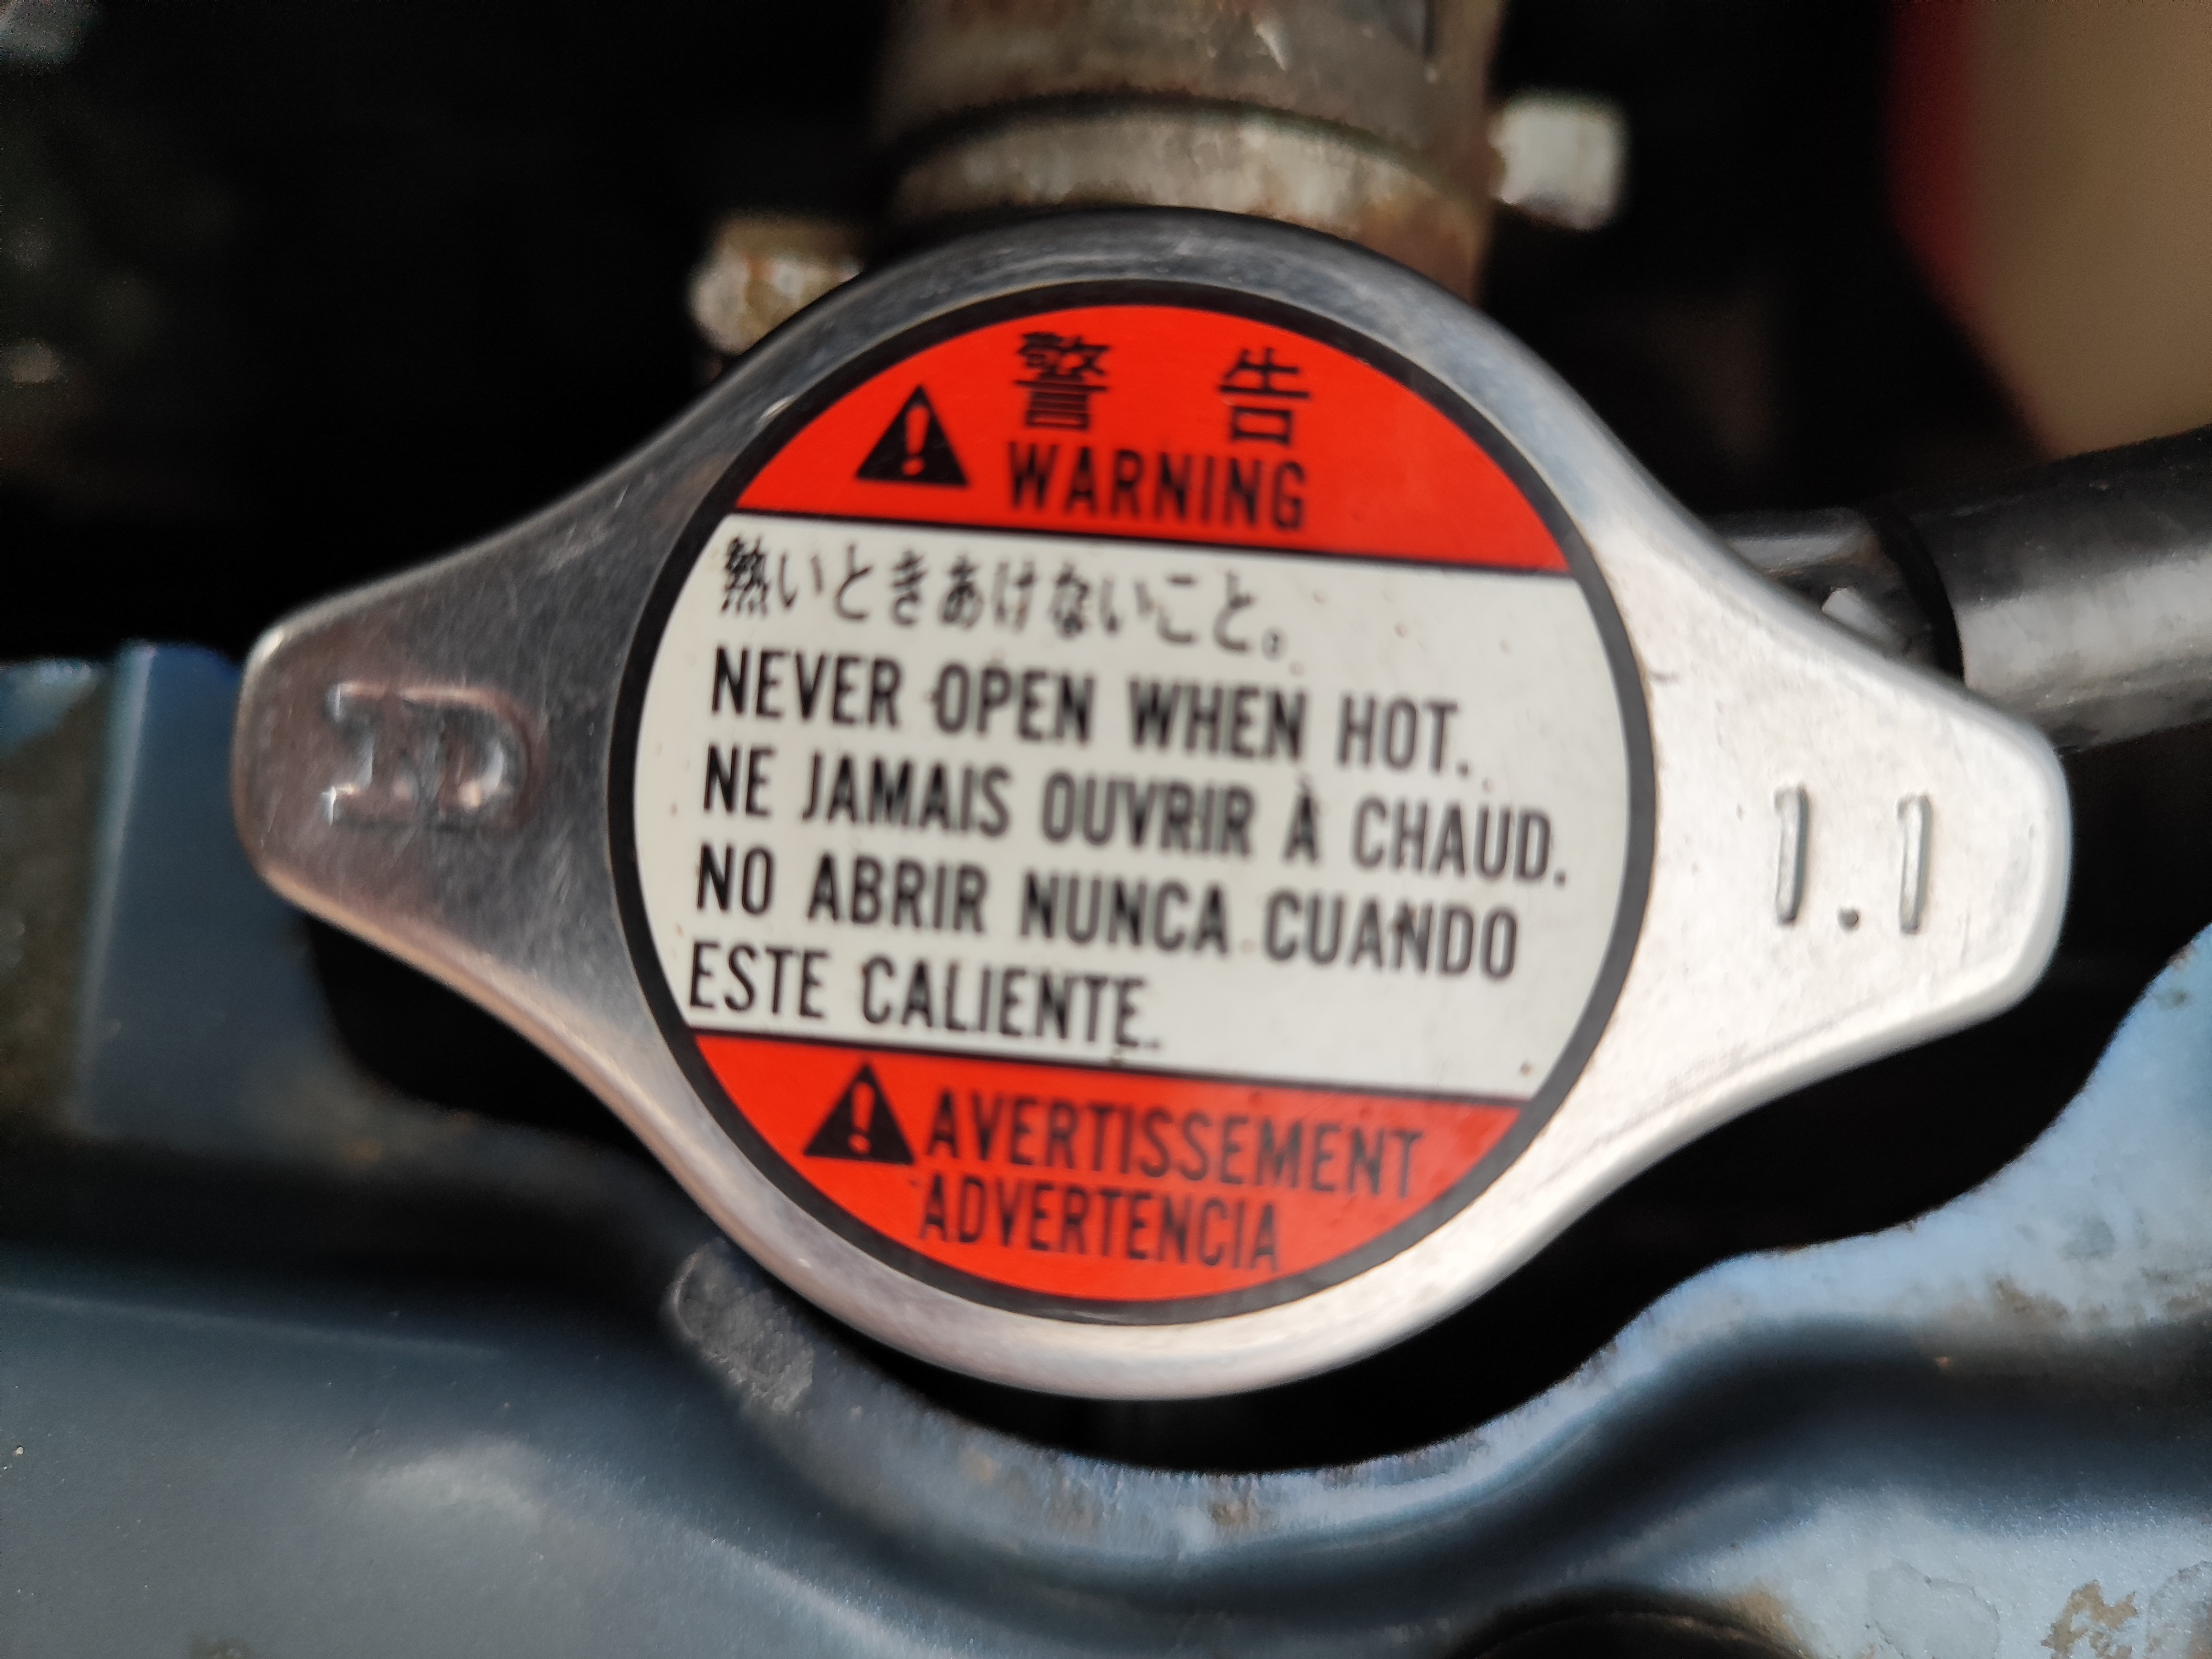 警告
WARNING
熱いときあけないこと。
NEVER OPEN WHEN HOT.
NE JAMAIS OUVRIR À CHAUD.
NO ABRIR NUNCA CUANDO
ESTE CALIENTE.
AVERTISSEMENT
ADVERTENCIA
1.1